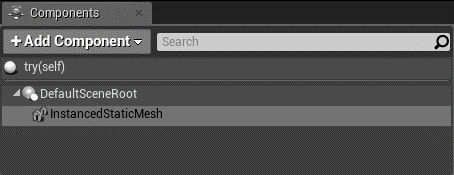 Components
+ Add Component
Search
try(self)
DefaultSceneRoot
InstancedStaticMesh